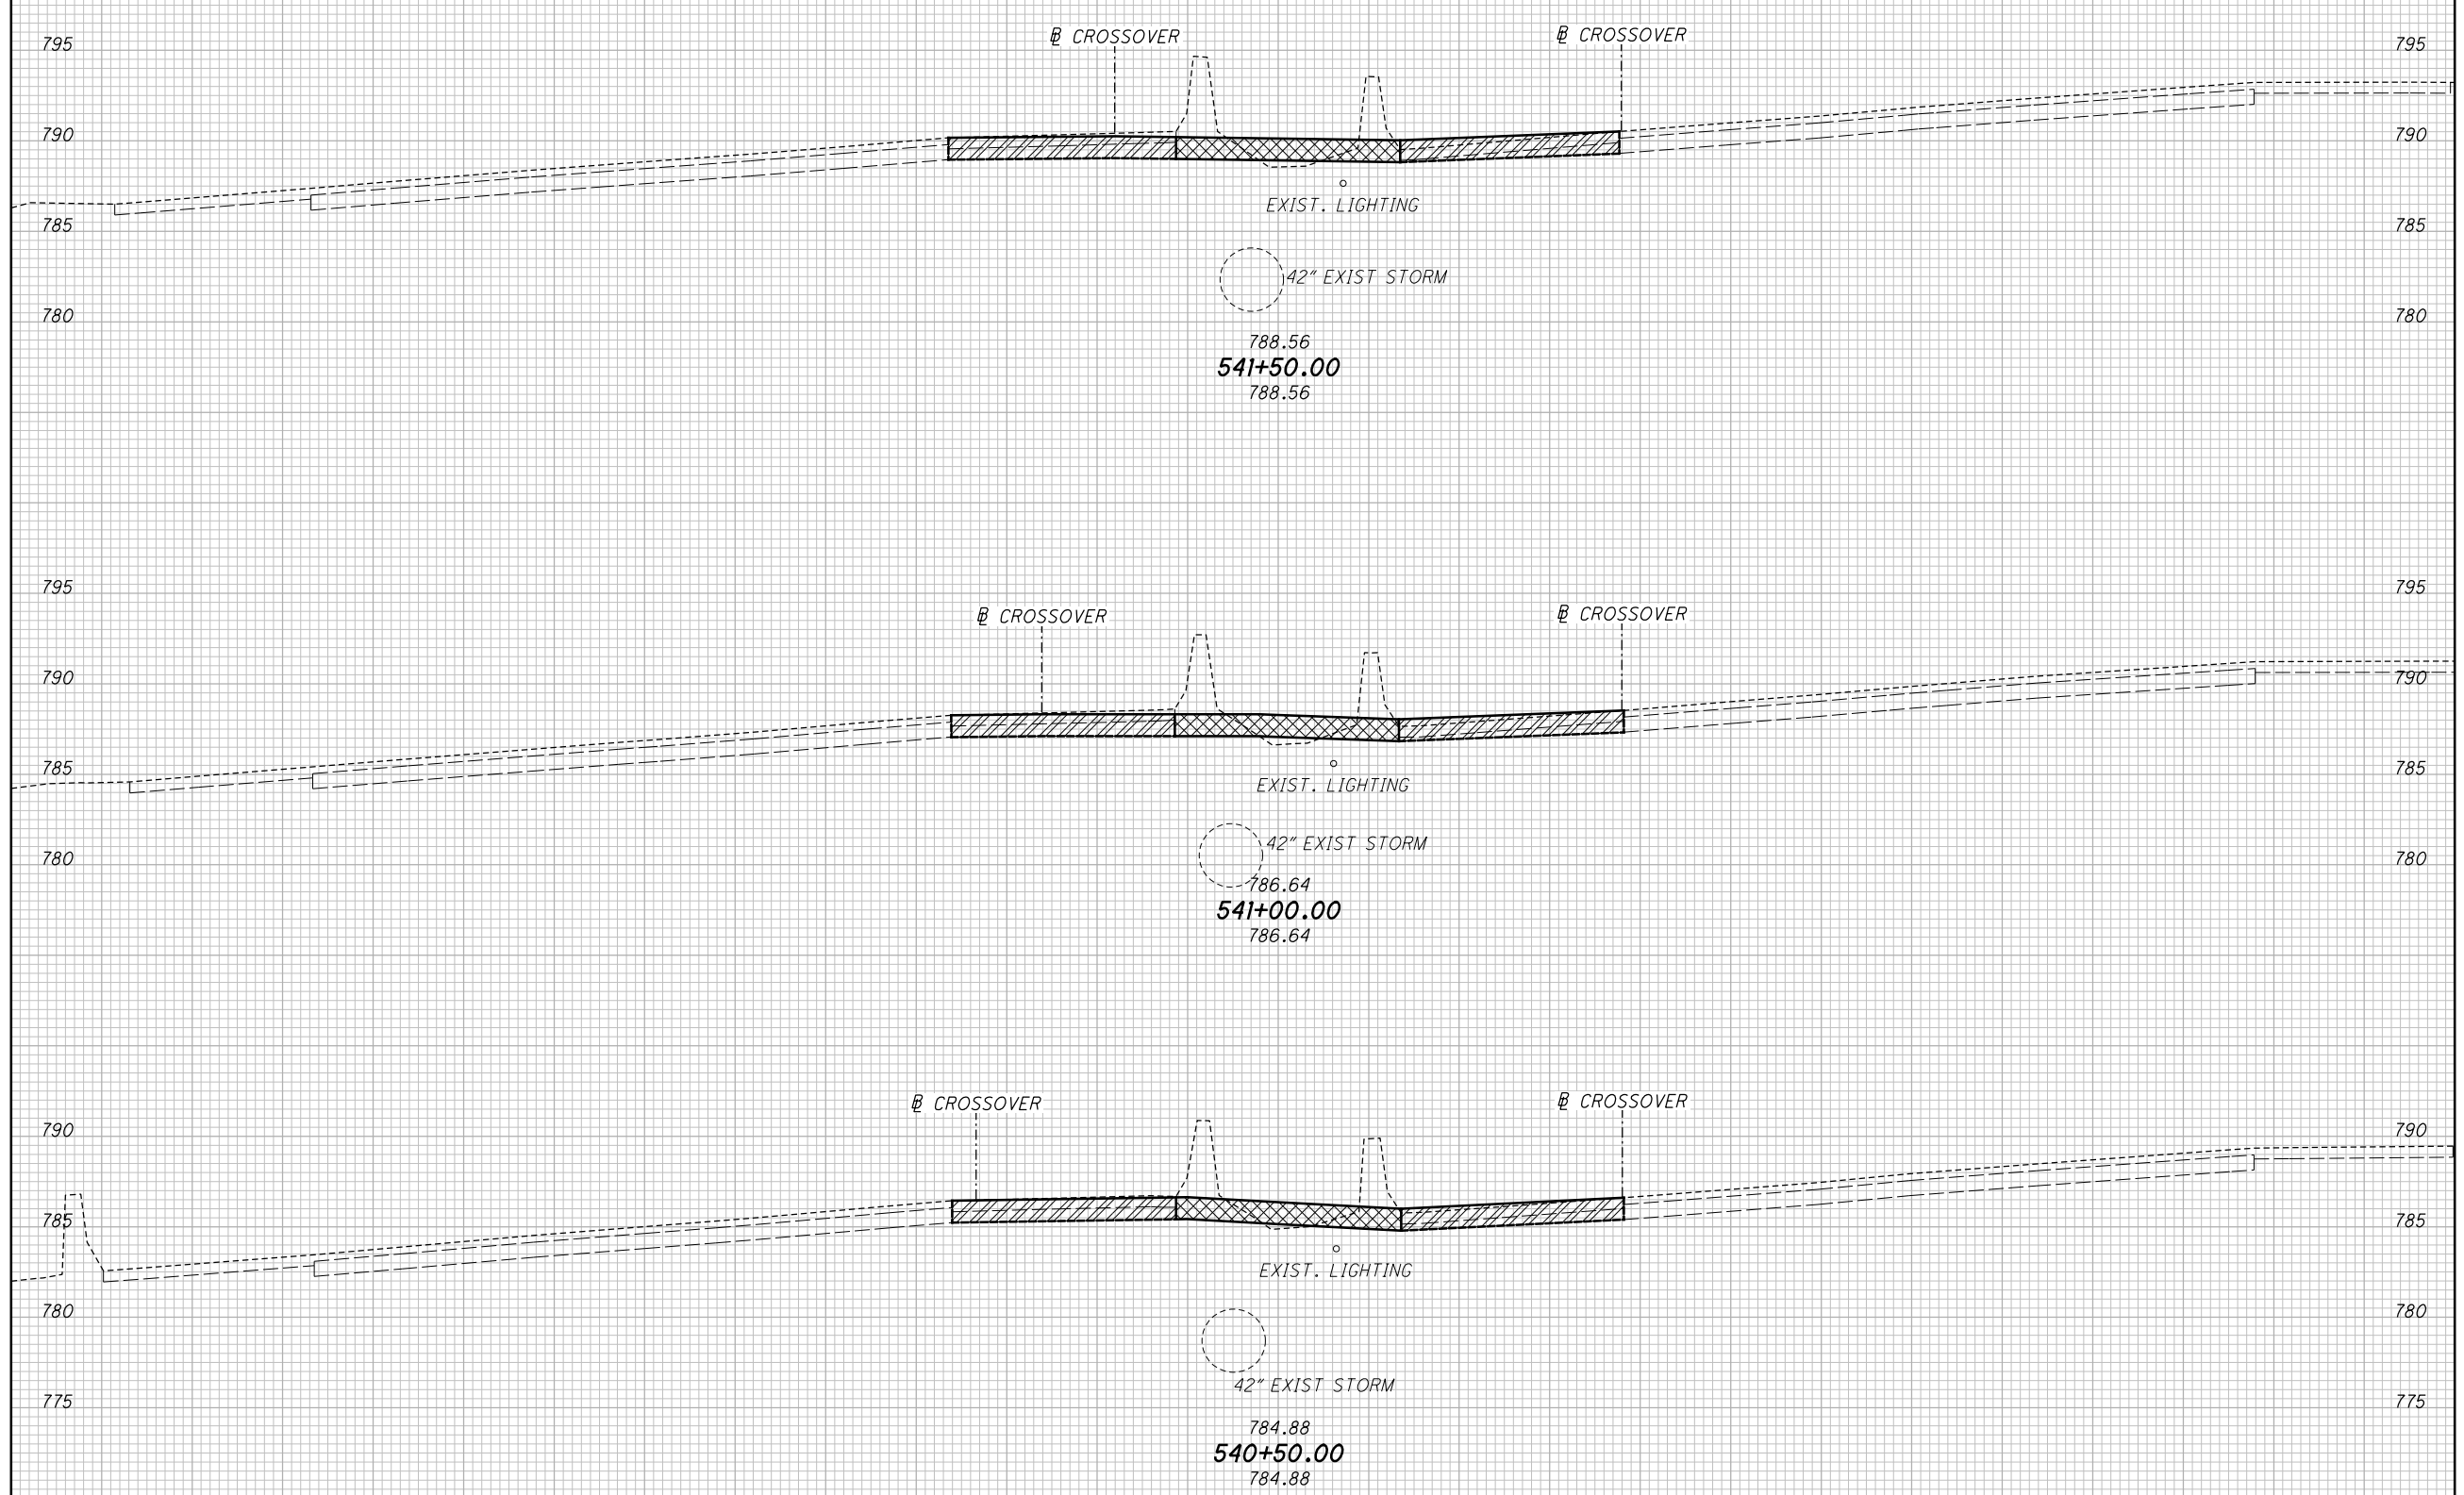 ℄ CROSSOVER ℄ CROSSOVER
795 795
790 790
785 785
EXIST. LIGHTING
42" EXIST STORM
780 780
788.56
541+50.00
788.56
795 795
℄ CROSSOVER ℄ CROSSOVER
790 790
785 785
EXIST. LIGHTING
42" EXIST STORM
780 780
786.64
541+00.00
786.64
℄ CROSSOVER ℄ CROSSOVER
790 790
785 785
EXIST. LIGHTING
780 780
42" EXIST STORM
775 775
784.88
540+50.00
784.88